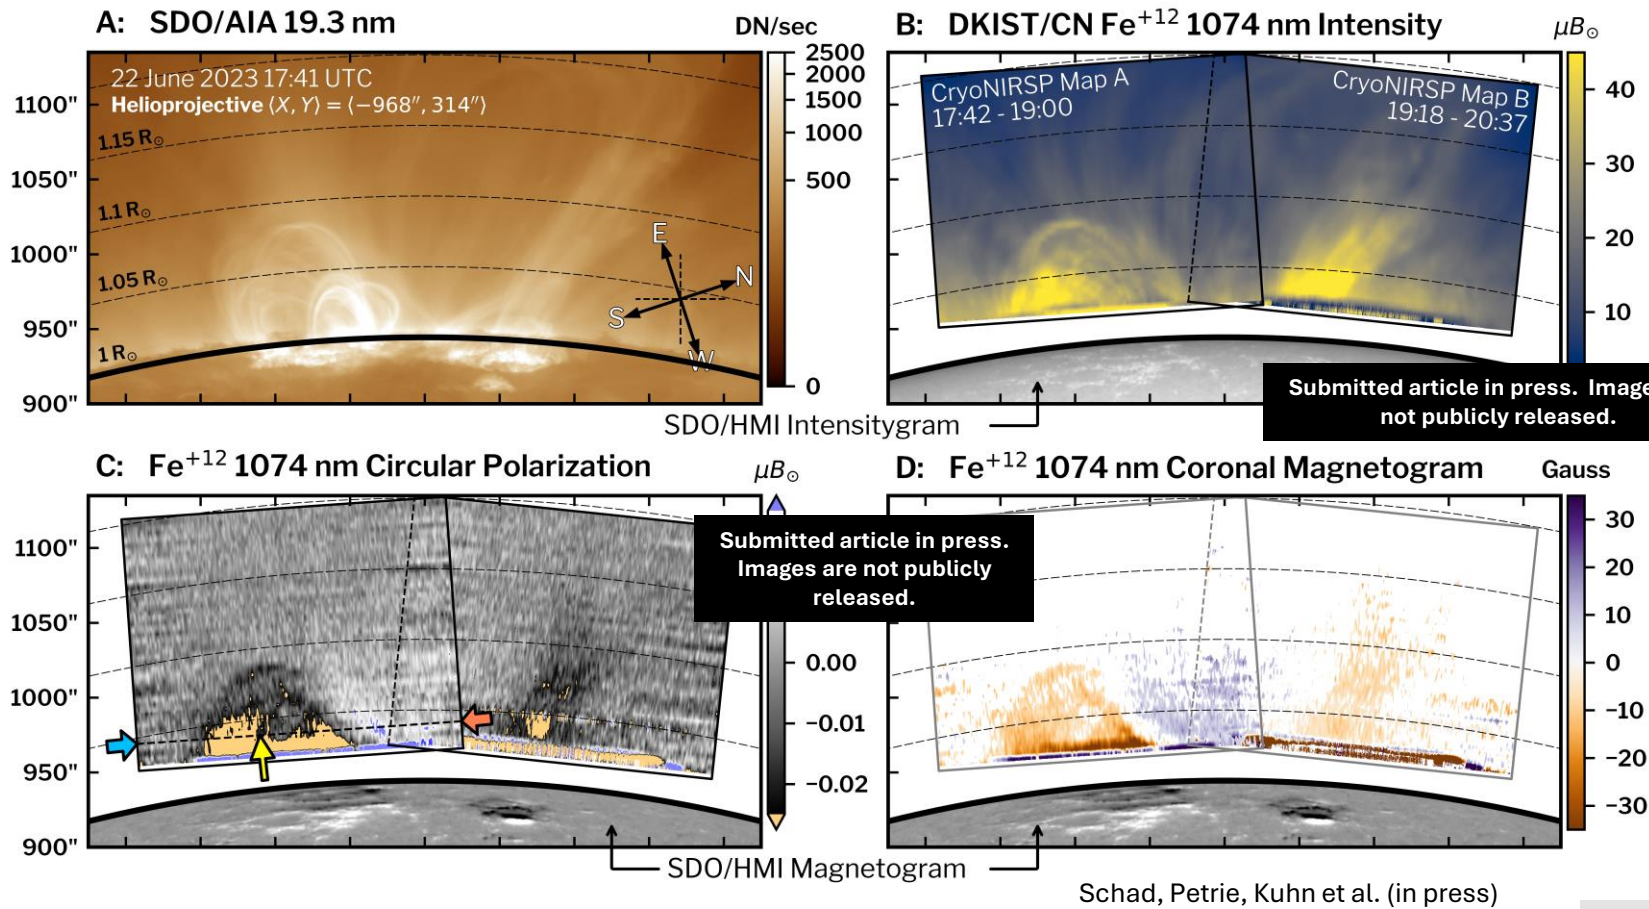 A: SDO/AIA 19.3 nm
DN/sec
22 June 2023 17:41 UTC
Helioprojective ⟨X, Y⟩ = ⟨−968″, 314″⟩
1.15 R☉
1.1 R☉
1.05 R☉
1 R☉
E
N
S
W
1100"
1050"
1000"
950"
900"
2500
2000
1500
1000
500
0
B: DKIST/CN Fe+12 1074 nm Intensity
μB☉
CryoNIRSP Map A
17:42 - 19:00
CryoNIRSP Map B
19:18 - 20:37
40
30
20
10
Submitted article in press. Image
not publicly released.
SDO/HMI Intensitygram
C: Fe+12 1074 nm Circular Polarization
μB☉
1100"
1050"
1000"
950"
900"
Submitted article in press.
Images are not publicly
released.
0.00
−0.01
−0.02
D: Fe+12 1074 nm Coronal Magnetogram
Gauss
30
20
10
0
−10
−20
−30
SDO/HMI Magnetogram
Schad, Petrie, Kuhn et al. (in press)